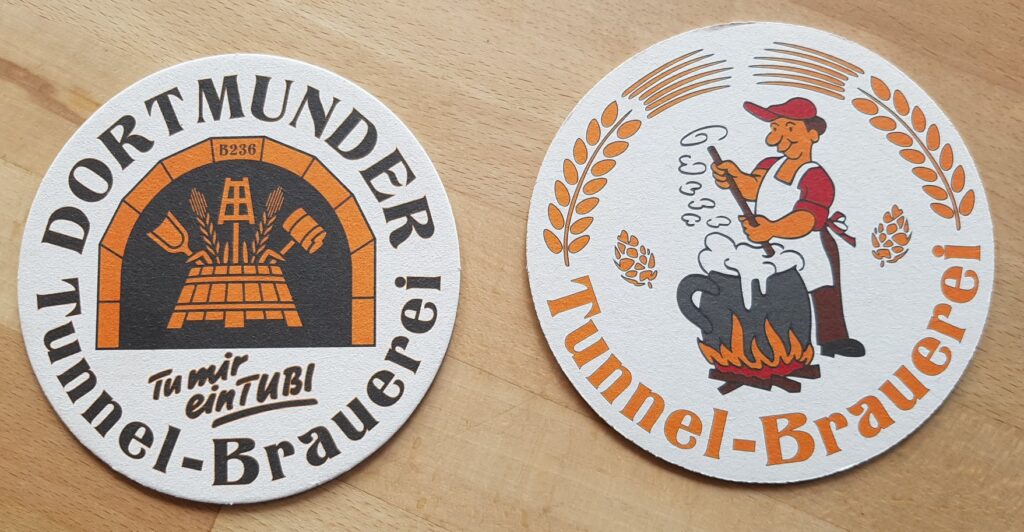 DORTMUNDER
B236
Tu mir
ein TUBI
Tunnel-Brauerei
Tunnel-Brauerei